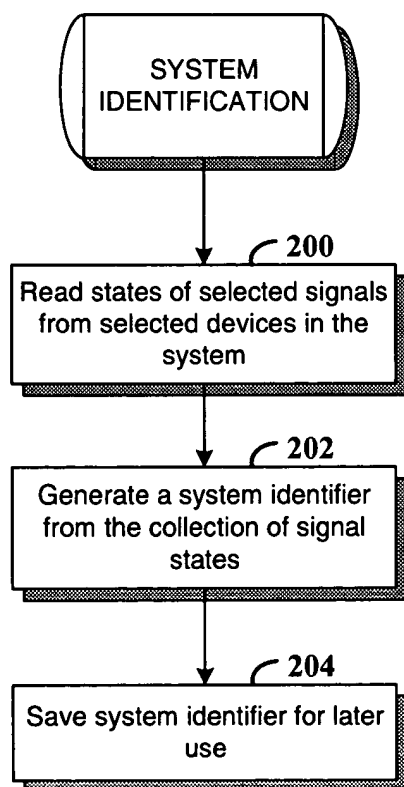 SYSTEM
IDENTIFICATION
200
Read states of selected signals
from selected devices in the
system
202
Generate a system identifier
from the collection of signal
states
204
Save system identifier for later
use